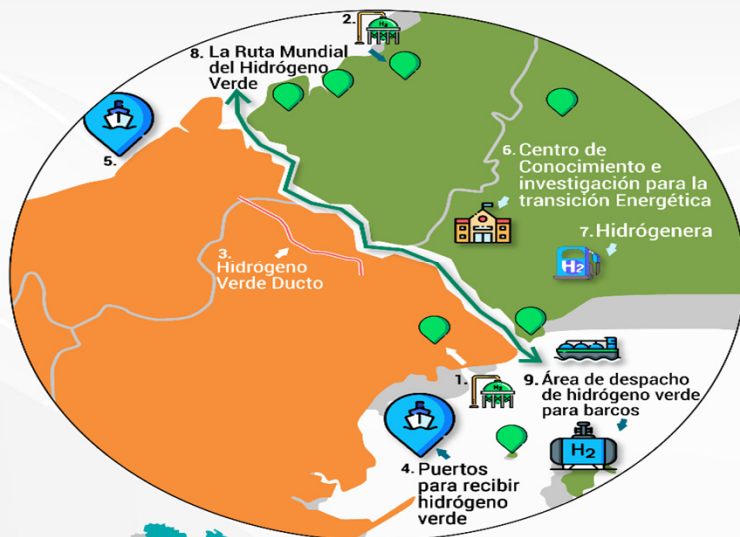 2.
H2
8. La Ruta Mundial
del Hidrógeno
Verde
5.
6. Centro de
Conocimiento e
investigación para la
transición Energética
7. Hidrógenera
H2
3.
Hidrógeno
Verde Ducto
1.
9. Área de despacho
de hidrógeno verde
para barcos
H2
4. Puertos
para recibir
hidrógeno
verde